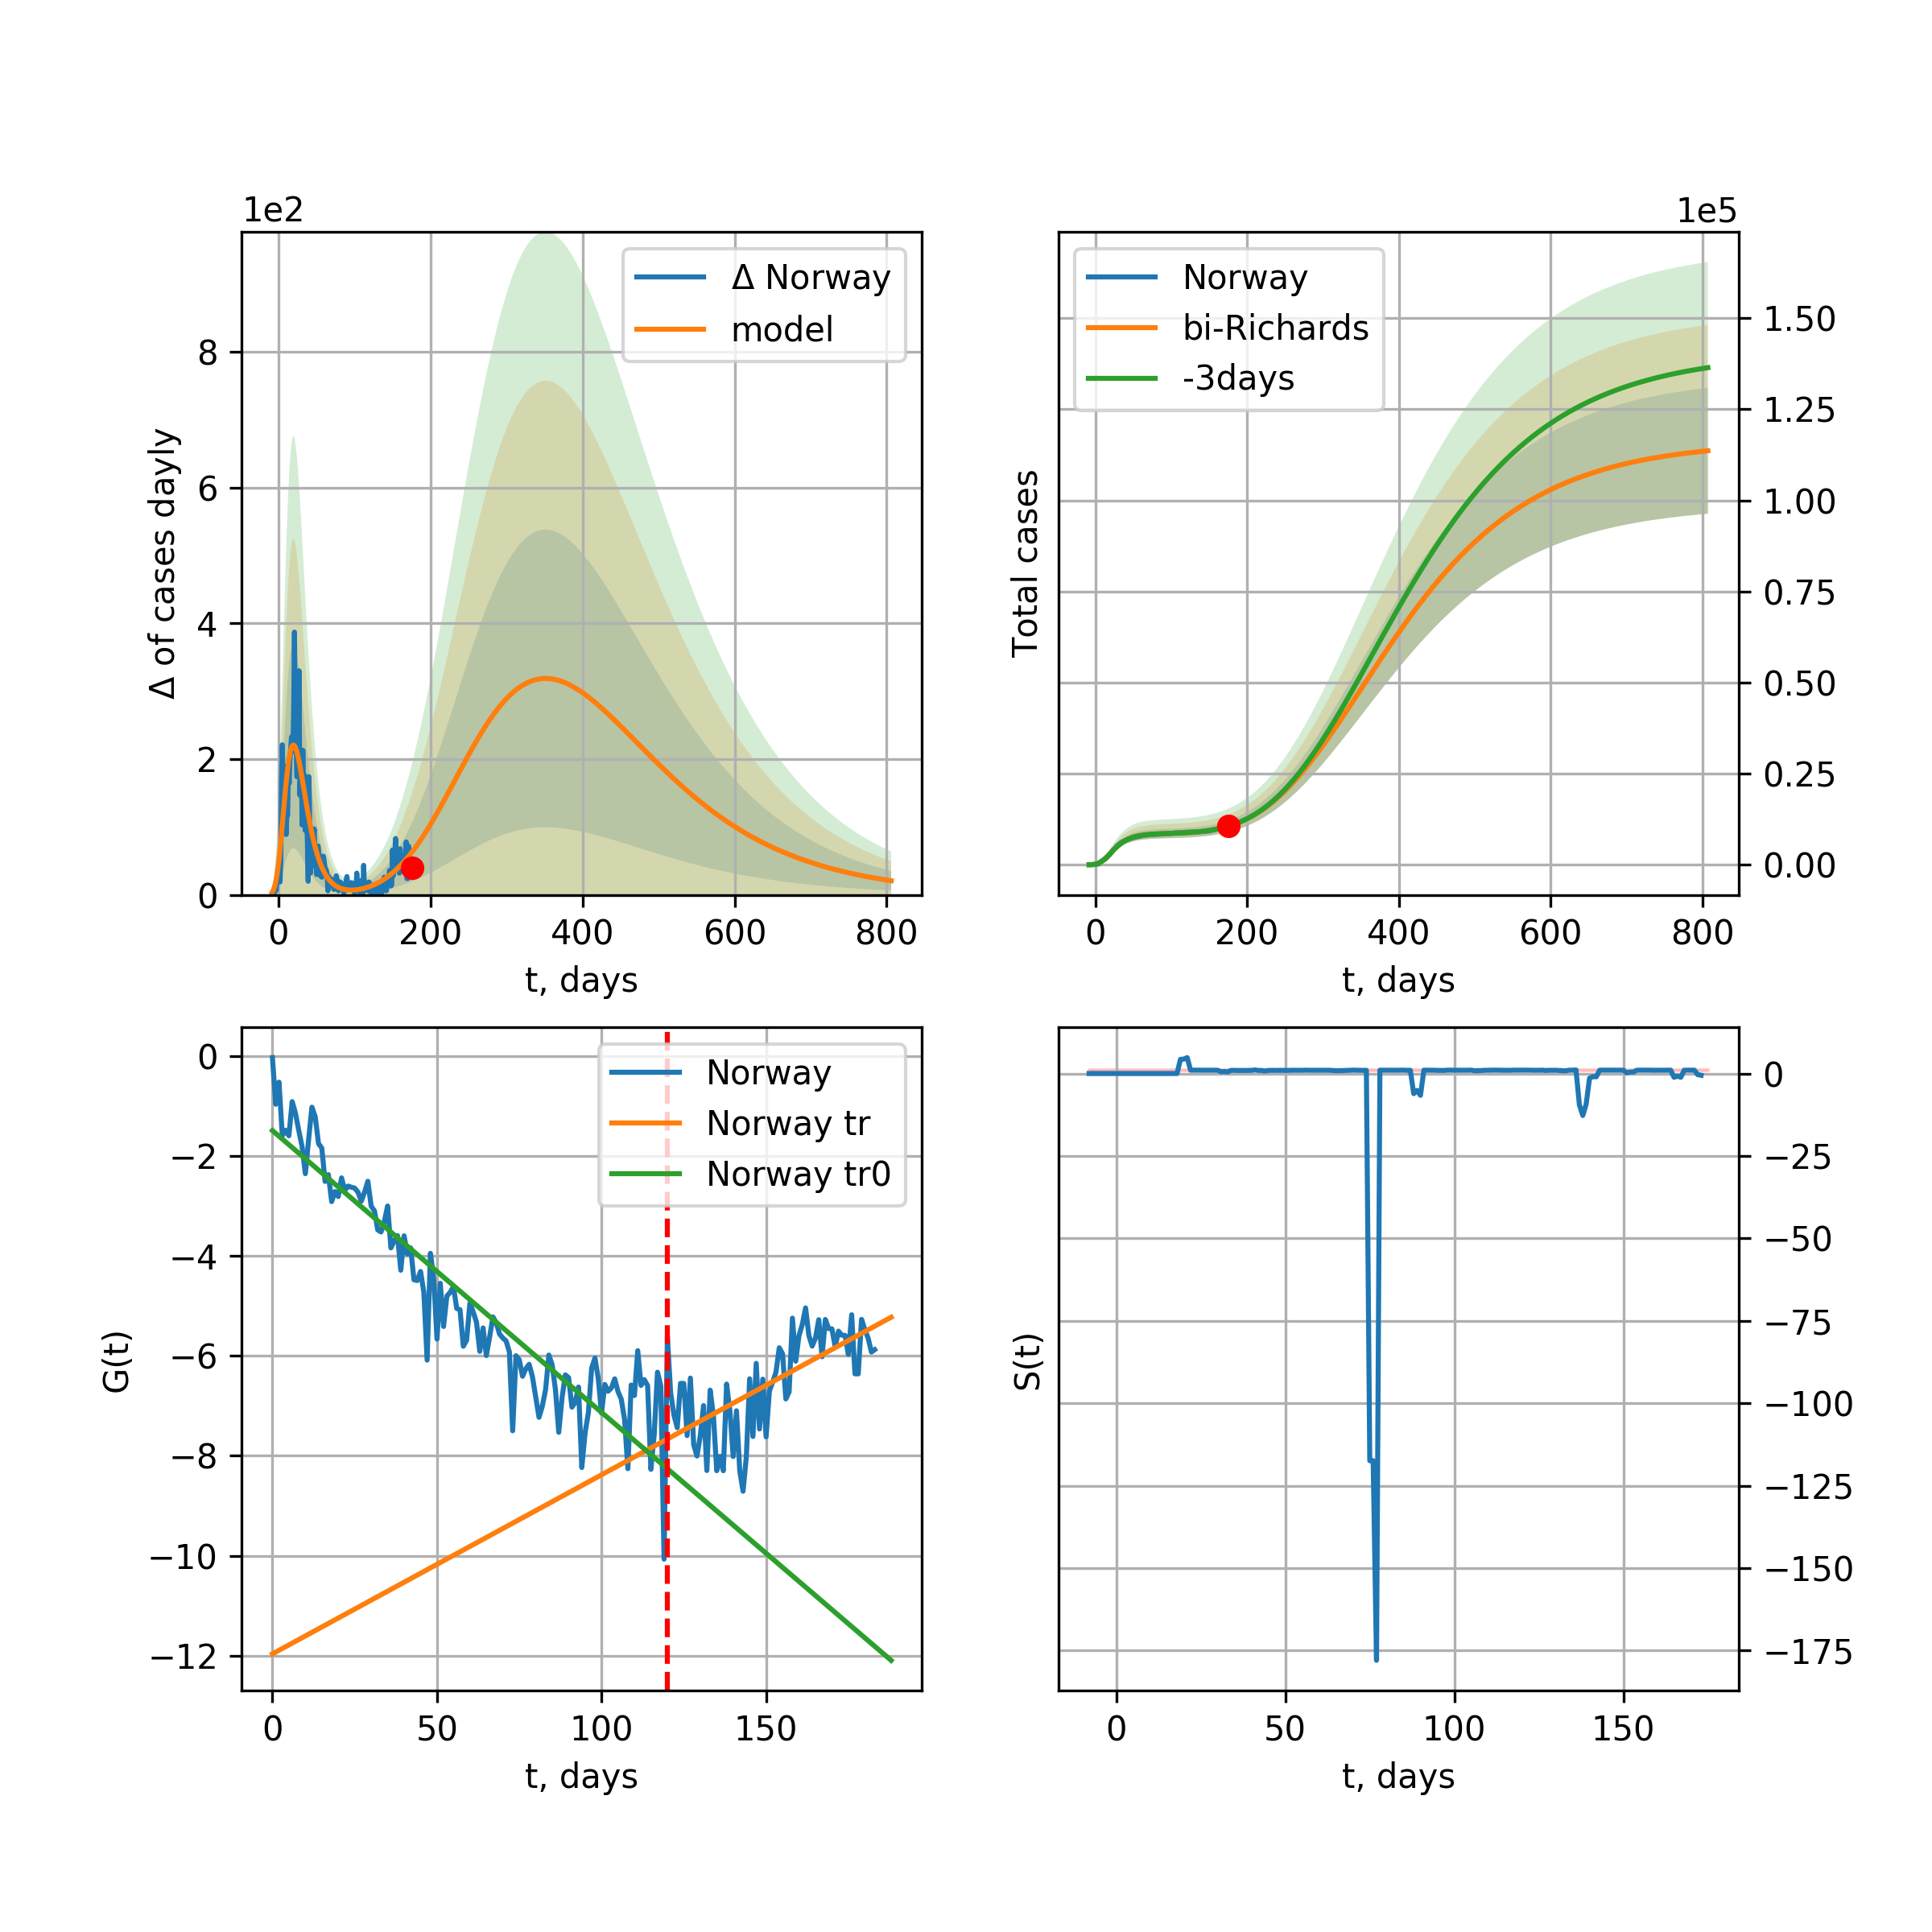 1e2
Δ of cases dayly
8
6
4
2
0
Δ Norway
model
0 200 400 600 800
t, days
1e5
Total cases
Norway
bi-Richards
-3days
1.50
1.25
1.00
0.75
0.50
0.25
0.00
0 200 400 600 800
t, days
G(t)
0
−2
−4
−6
−8
−10
−12
Norway
Norway tr
Norway tr0
0 50 100 150
t, days
S(t)
0
−25
−50
−75
−100
−125
−150
−175
0 50 100 150
t, days